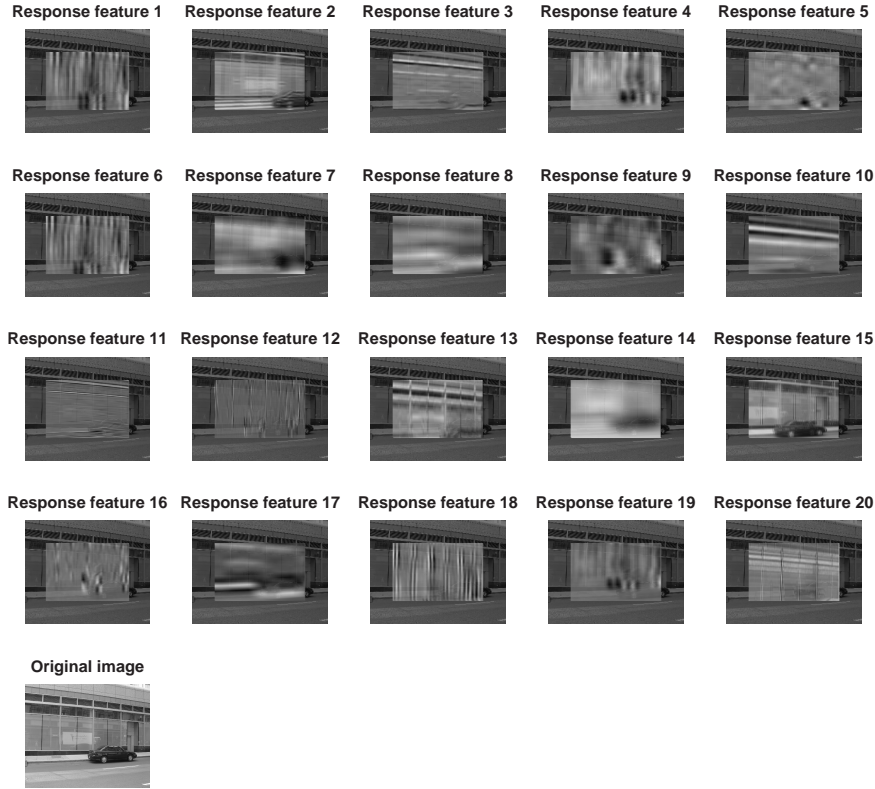 Response feature 1 Response feature 2 Response feature 3 Response feature 4 Response feature 5
Response feature 6 Response feature 7 Response feature 8 Response feature 9 Response feature 10
Response feature 11 Response feature 12 Response feature 13 Response feature 14 Response feature 15
Response feature 16 Response feature 17 Response feature 18 Response feature 19 Response feature 20
Original image